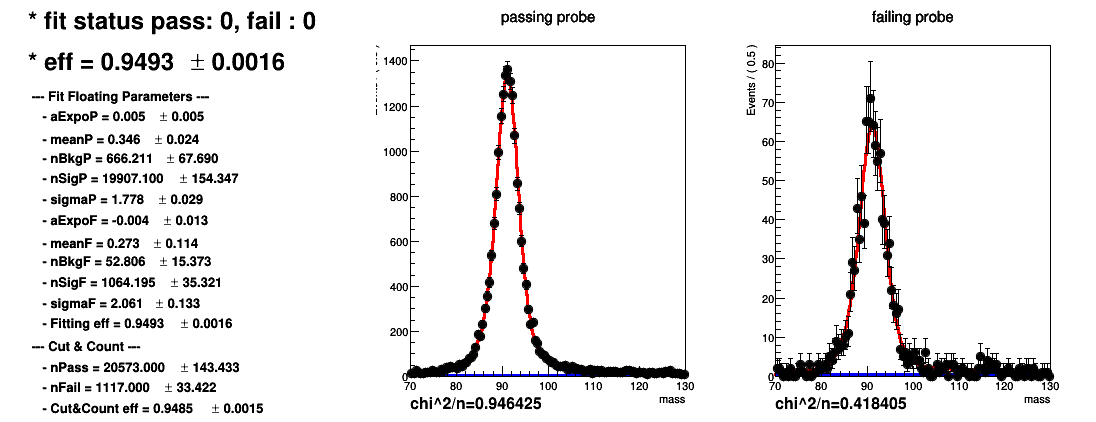 * fit status pass: 0, fail : 0
* eff = 0.9493 ± 0.0016
--- Fit Floating Parameters ---
- aExpoP = 0.005 ± 0.005
- meanP = 0.346 ± 0.024
- nBkgP = 666.211 ± 67.690
- nSigP = 19907.100 ± 154.347
- sigmaP = 1.778 ± 0.029
- aExpoF = -0.004 ± 0.013
- meanF = 0.273 ± 0.114
- nBkgF = 52.806 ± 15.373
- nSigF = 1064.195 ± 35.321
- sigmaF = 2.061 ± 0.133
- Fitting eff = 0.9493 ± 0.0016
--- Cut & Count ---
- nPass = 20573.000 ± 143.433
- nFail = 1117.000 ± 33.422
- Cut&Count eff = 0.9485 ± 0.0015
passing probe
1400
1200
1000
800
600
400
200
0
70 80 90 100 110 120 130
mass
chi^2/n=0.946425
failing probe
Events / ( 0.5 )
80
70
60
50
40
30
20
10
0
70 80 90 100 110 120 130
mass
chi^2/n=0.418405